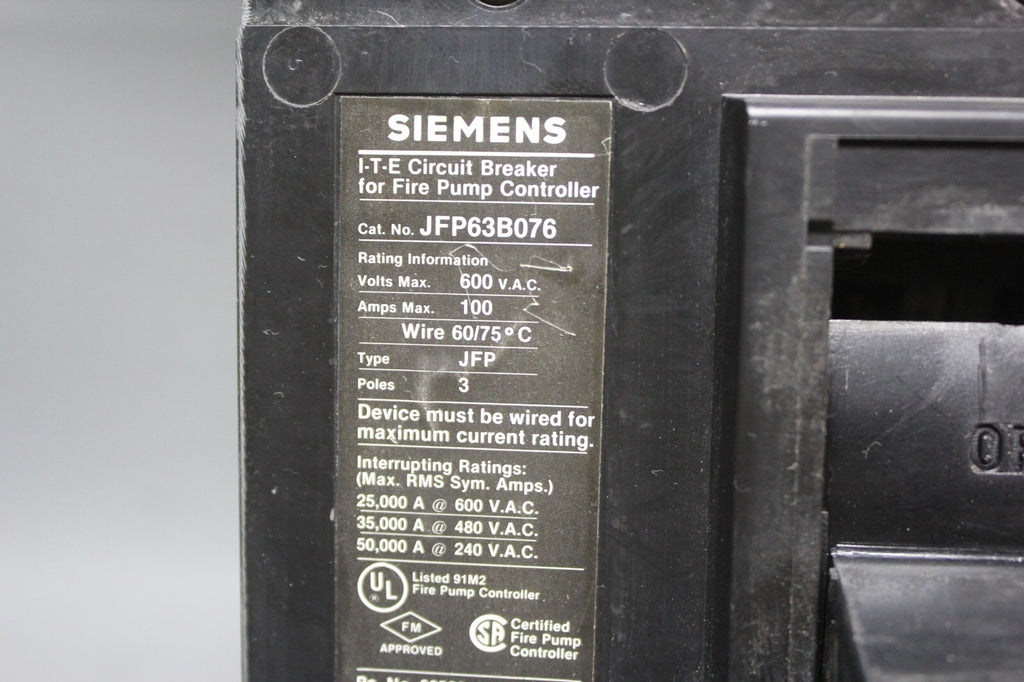 SIEMENS
I-T-E Circuit Breaker
for Fire Pump Controller
Cat. No. JFP63B076
Rating Information
Volts Max. 600 V.A.C.
Amps Max. 100
Wire 60/75°C
Type JFP
Poles 3
Device must be wired for
maximum current rating.
Interrupting Ratings:
(Max. RMS Sym. Amps.)
25,000 A @ 600 V.A.C.
35,000 A @ 480 V.A.C.
50,000 A @ 240 V.A.C.
UL ®
Listed 91M2
Fire Pump Controller
FM
APPROVED
SA
Certified
Fire Pump
Controller